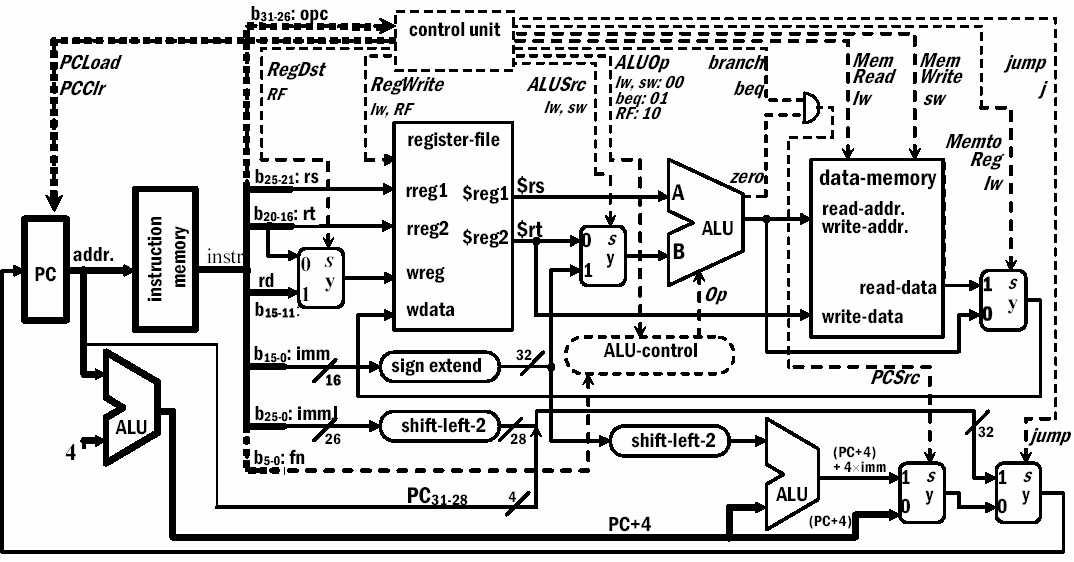 b31-26: opc
control unit
PCLoad
PCClr
RegDst
RF
RegWrite
lw, RF
ALUSrc
lw, sw
ALUOp
lw, sw: 00
beq: 01
RF: 10
branch
beq
Mem
Read
lw
Mem
Write
sw
jump
j
Memto
Reg
lw
register-file
b25-21: rs
rreg1
$reg1
$rs
b20-16: rt
rreg2
$reg2
$rt
0
s
y
1
rd
b15-11:
wreg
wdata
0
s
y
1
A
B
ALU
zero
Op
data-memory
read-addr.
write-addr.
read-data
write-data
1
s
y
0
PC
addr.
instruction
memory
instr
b15-0: imm
16
sign extend
32
ALU-control
PCSrc
ALU
4
b25-0: immJ
26
shift-left-2
28
shift-left-2
32
jump
b5-0: fn
PC31-28
4
ALU
(PC+4)
+ 4×imm
(PC+4)
1
s
y
0
1
s
y
0
PC+4